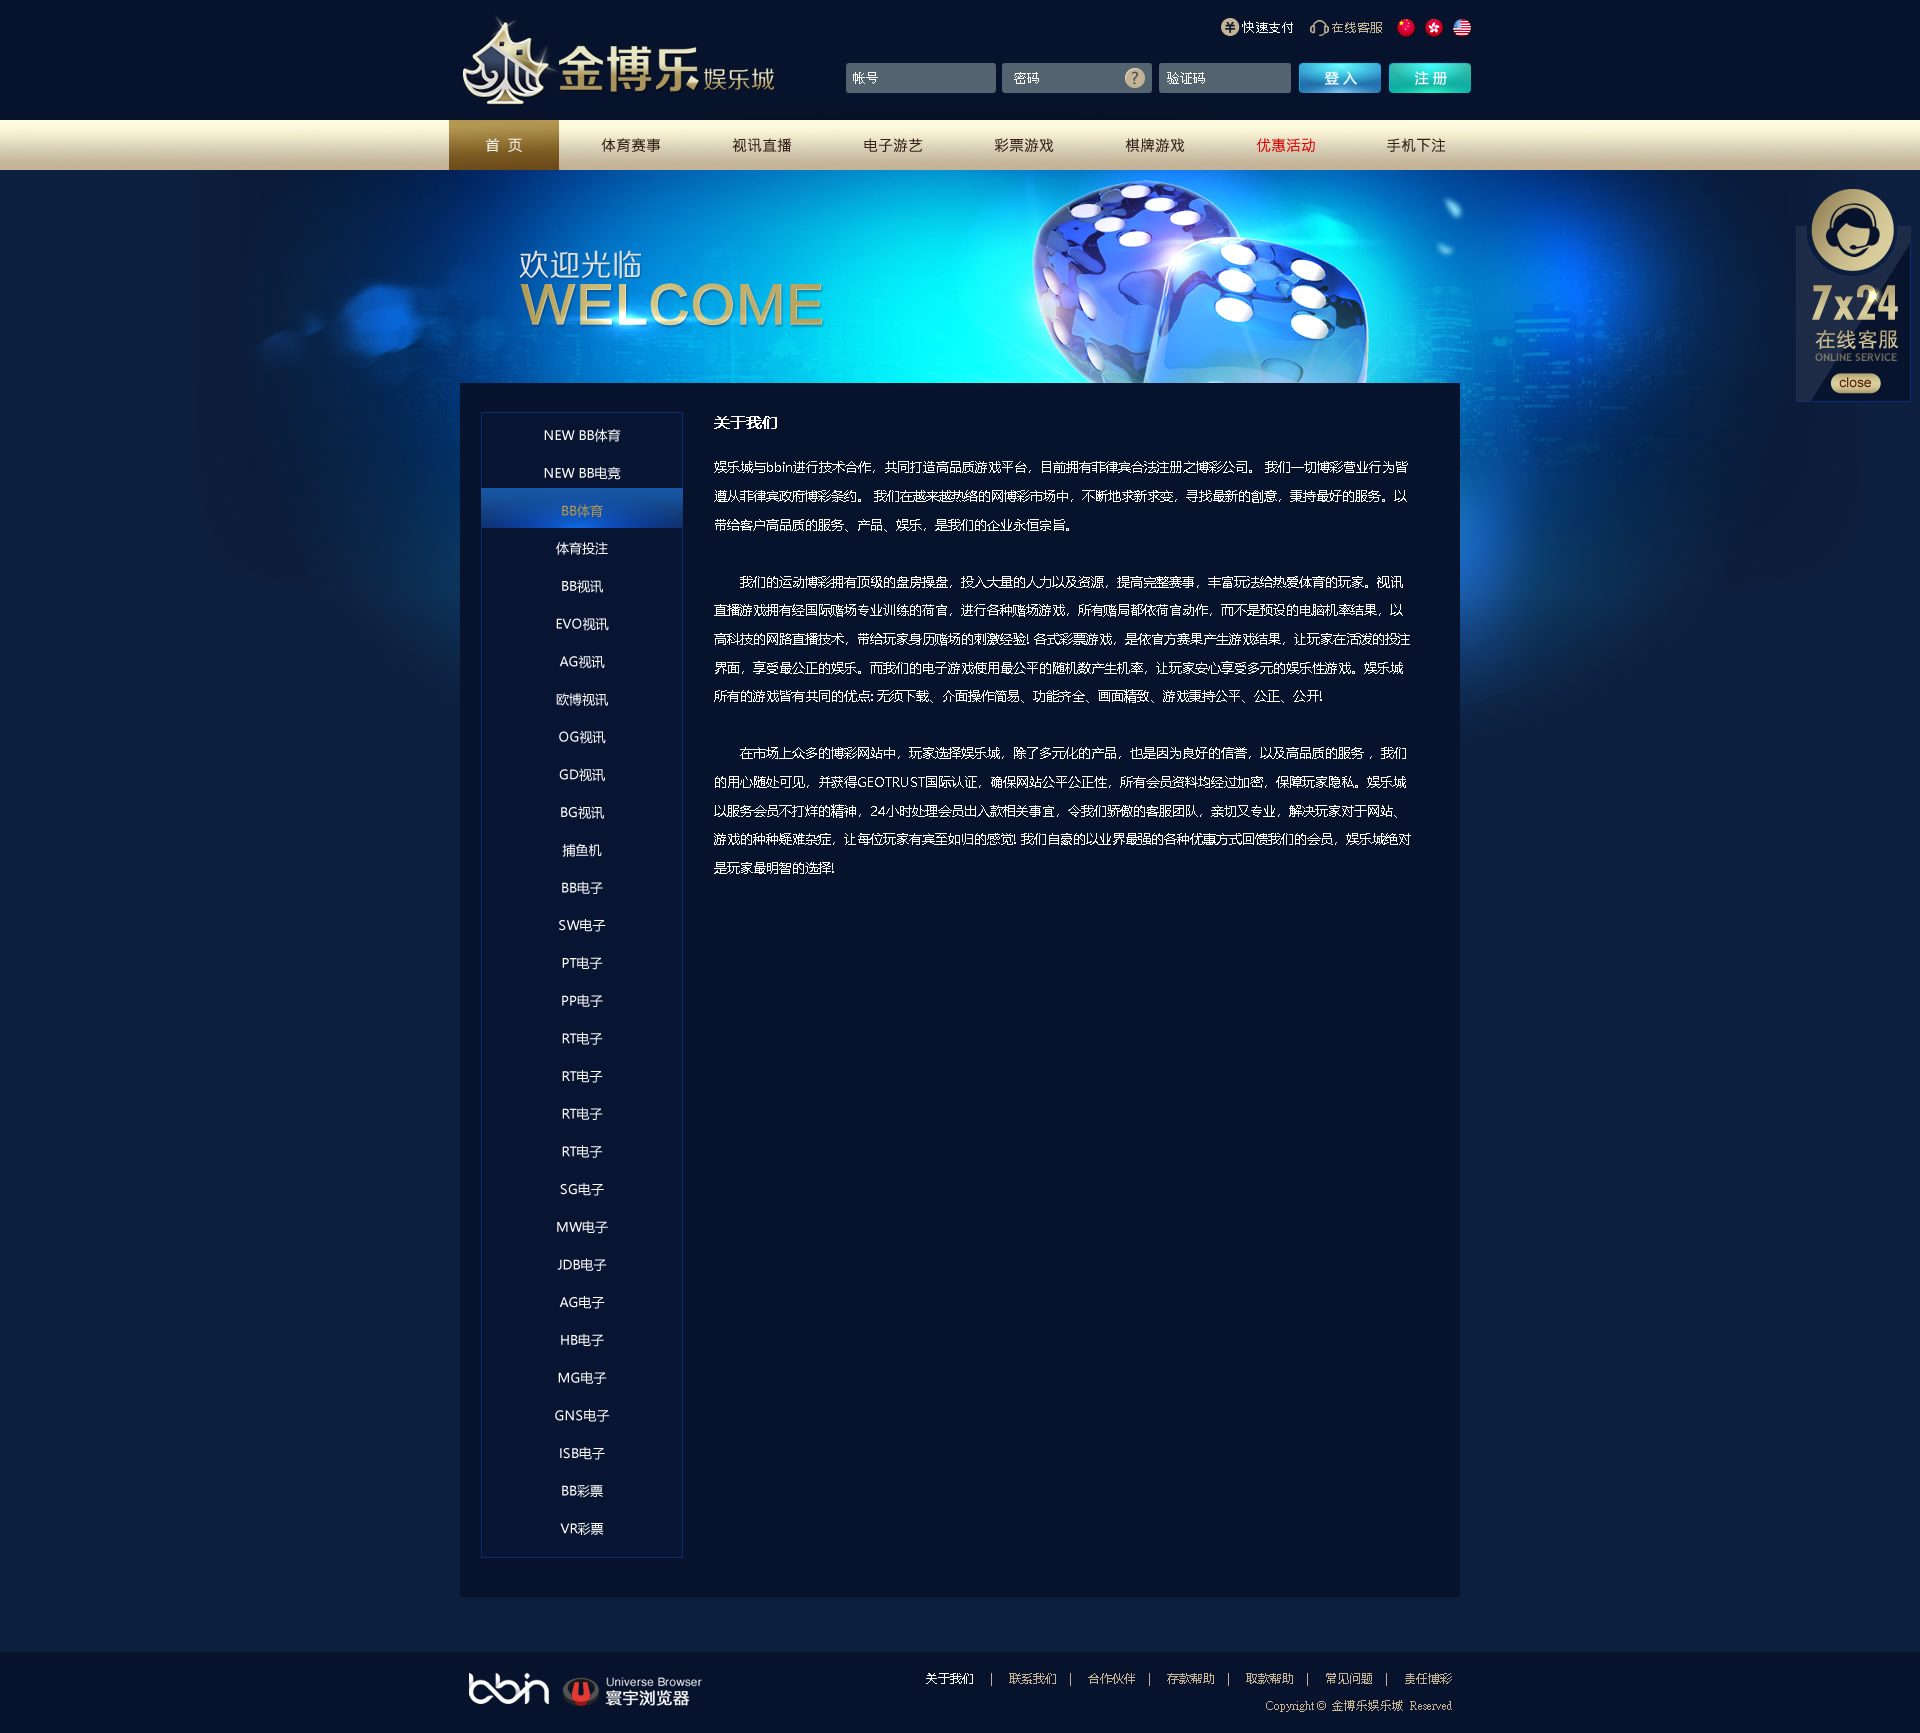 快速支付 在线客服
金博乐娱乐城
帐号 密码 ? 验证码 登入 注册
首页 体育赛事 视讯直播 电子游艺 彩票游戏 棋牌游戏 优惠活动 手机下注
欢迎光临
WELCOME
7x24
在线客服
ONLINE SERVICE
close
NEW BB体育
NEW BB电竞
BB体育
体育投注
BB视讯
EVO视讯
AG视讯
欧博视讯
OG视讯
GD视讯
BG视讯
捕鱼机
BB电子
SW电子
PT电子
PP电子
RT电子
RT电子
RT电子
RT电子
SG电子
MW电子
JDB电子
AG电子
HB电子
MG电子
GNS电子
ISB电子
BB彩票
VR彩票
关于我们
娱乐城与bbin进行技术合作，共同打造高品质游戏平台，目前拥有菲律宾合法注册之博彩公司。 我们一切博彩营业行为皆
遵从菲律宾政府博彩条约。 我们在越来越热络的网博彩市场中，不断地求新求变，寻找最新的創意，秉持最好的服务。以
带给客户高品质的服务、产品、娱乐，是我们的企业永恒宗旨。
我们的运动博彩拥有顶级的盘房操盘，投入大量的人力以及资源，提高完整赛事，丰富玩法给热爱体育的玩家。视讯
直播游戏拥有经国际赌场专业训练的荷官，进行各种赌场游戏，所有赌局都依荷官动作，而不是预设的电脑机率结果，以
高科技的网路直播技术，带给玩家身历赌场的刺激经验! 各式彩票游戏，是依官方赛果产生游戏结果，让玩家在活泼的投注
界面，享受最公正的娱乐。而我们的电子游戏使用最公平的随机数产生机率，让玩家安心享受多元的娱乐性游戏。娱乐城
所有的游戏皆有共同的优点: 无须下载、介面操作简易、功能齐全、画面精致、游戏秉持公平、公正、公开!
在市场上众多的博彩网站中，玩家选择娱乐城，除了多元化的产品，也是因为良好的信誉，以及高品质的服务 ，我们
的用心随处可见，并获得GEOTRUST国际认证，确保网站公平公正性，所有会员资料均经过加密，保障玩家隐私。娱乐城
以服务会员不打烊的精神，24小时处理会员出入款相关事宜，令我们骄傲的客服团队，亲切又专业，解决玩家对于网站、
游戏的种种疑难杂症，让每位玩家有宾至如归的感觉! 我们自豪的以业界最强的各种优惠方式回馈我们的会员，娱乐城绝对
是玩家最明智的选择!
bbin Universe Browser
寰宇浏览器
关于我们 | 联系我们 | 合作伙伴 | 存款帮助 | 取款帮助 | 常见问题 | 责任博彩
Copyright © 金博乐娱乐城 Reserved